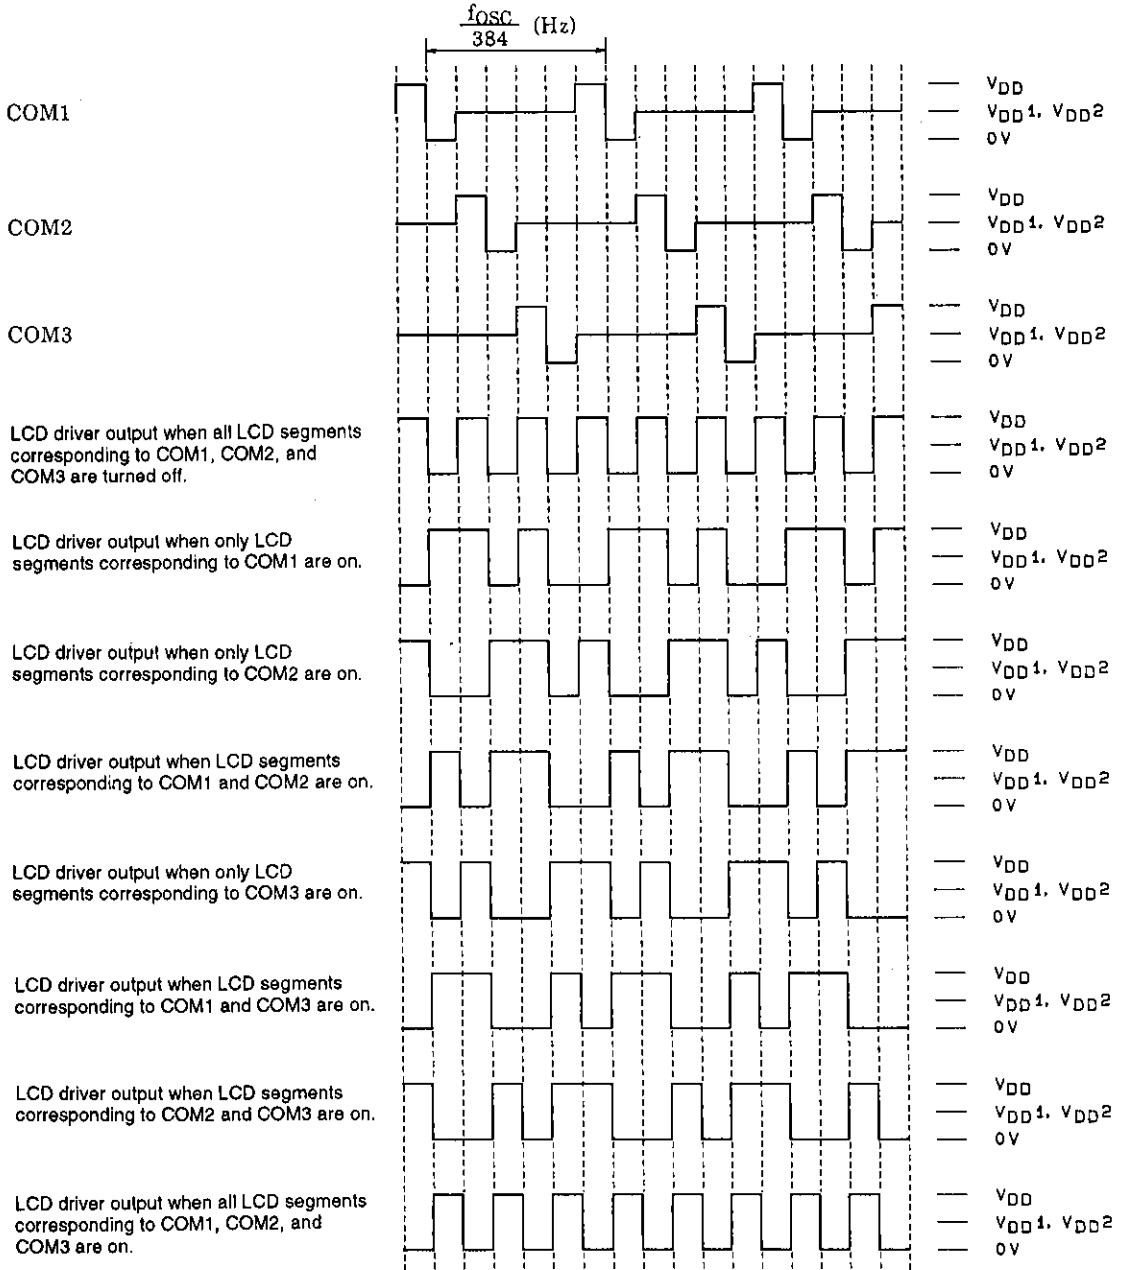 fOSC
384 (Hz)
COM1
VDD
VDD1, VDD2
0V
COM2
VDD
VDD1, VDD2
0V
COM3
VDD
VDD1, VDD2
0V
LCD driver output when all LCD segments
corresponding to COM1, COM2, and
COM3 are turned off.
VDD
VDD1, VDD2
0V
LCD driver output when only LCD
segments corresponding to COM1 are on.
VDD
VDD1, VDD2
0V
LCD driver output when only LCD
segments corresponding to COM2 are on.
VDD
VDD1, VDD2
0V
LCD driver output when LCD segments
corresponding to COM1 and COM2 are on.
VDD
VDD1, VDD2
0V
LCD driver output when only LCD
segments corresponding to COM3 are on.
VDD
VDD1, VDD2
0V
LCD driver output when LCD segments
corresponding to COM1 and COM3 are on.
VDD
VDD1, VDD2
0V
LCD driver output when LCD segments
corresponding to COM2 and COM3 are on.
VDD
VDD1, VDD2
0V
LCD driver output when all LCD segments
corresponding to COM1, COM2, and
COM3 are on.
VDD
VDD1, VDD2
0V